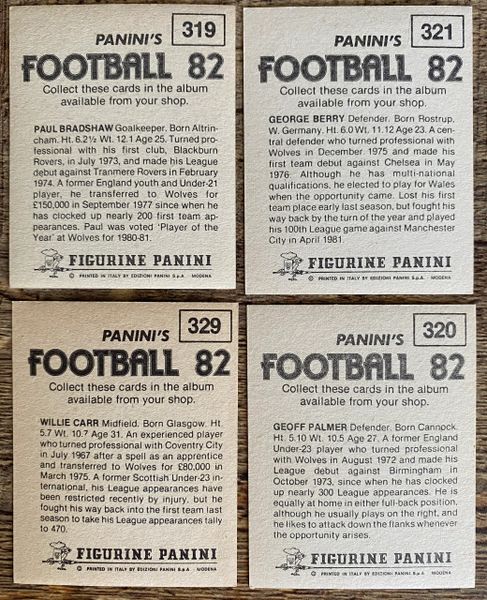 319
PANINI'S
FOOTBALL 82
Collect these cards in the album
available from your shop.
PAUL BRADSHAW Goalkeeper. Born Altrin-
cham. Ht. 6.2½ Wt. 12.1 Age 25. Turned pro-
fessional with his first club, Blackburn
Rovers, in July 1973, and made his League
debut against Tranmere Rovers in February
1974. A former England youth and Under-21
player, he transferred to Wolves for
£150,000 in September 1977 since when he
has clocked up nearly 200 first team ap-
pearances. Paul was voted 'Player of the
Year' at Wolves for 1980-81.
FIGURINE PANINI
© PRINTED IN ITALY BY EDIZIONI PANINI S.p.A. MODENA
321
PANINI'S
FOOTBALL 82
Collect these cards in the album
available from your shop.
GEORGE BERRY Defender. Born Rostrup,
W. Germany. Ht. 6.0 Wt. 11.12 Age 23. A cen-
tral defender who turned professional with
Wolves in December 1975 and made his
first team debut against Chelsea in May
1976. Although he has multi-national
qualifications, he elected to play for Wales
when the opportunity came. Lost his first
team place early last season, but fought his
way back by the turn of the year and played
his 100th League game against Manchester
City in April 1981.
FIGURINE PANINI
© PRINTED IN ITALY BY EDIZIONI PANINI S.p.A. MODENA
329
PANINI'S
FOOTBALL 82
Collect these cards in the album
available from your shop.
WILLIE CARR Midfield. Born Glasgow. Ht.
5.7 Wt. 10.7 Age 31. An experienced player
who turned professional with Coventry City
in July 1967 after a spell as an apprentice
and transferred to Wolves for £80,000 in
March 1975. A former Scottish Under-23 in-
ternational, his League appearances have
been restricted recently by injury, but he
fought his way back into the first team last
season to take his League appearances tally
to 470.
FIGURINE PANINI
© PRINTED IN ITALY BY EDIZIONI PANINI S.p.A. MODENA
320
PANINI'S
FOOTBALL 82
Collect these cards in the album
available from your shop.
GEOFF PALMER Defender. Born Cannock.
Ht. 5.10 Wt. 10.5 Age 27. A former England
Under-23 player who turned professional
with Wolves in August 1972 and made his
League debut against Birmingham in
October 1973, since when he has clocked
up nearly 300 League appearances. He is
equally at home in either full-back position,
although he usually plays on the right, and
he likes to attack down the flanks whenever
the opportunity arises.
FIGURINE PANINI
© PRINTED IN ITALY BY EDIZIONI PANINI S.p.A. MODENA